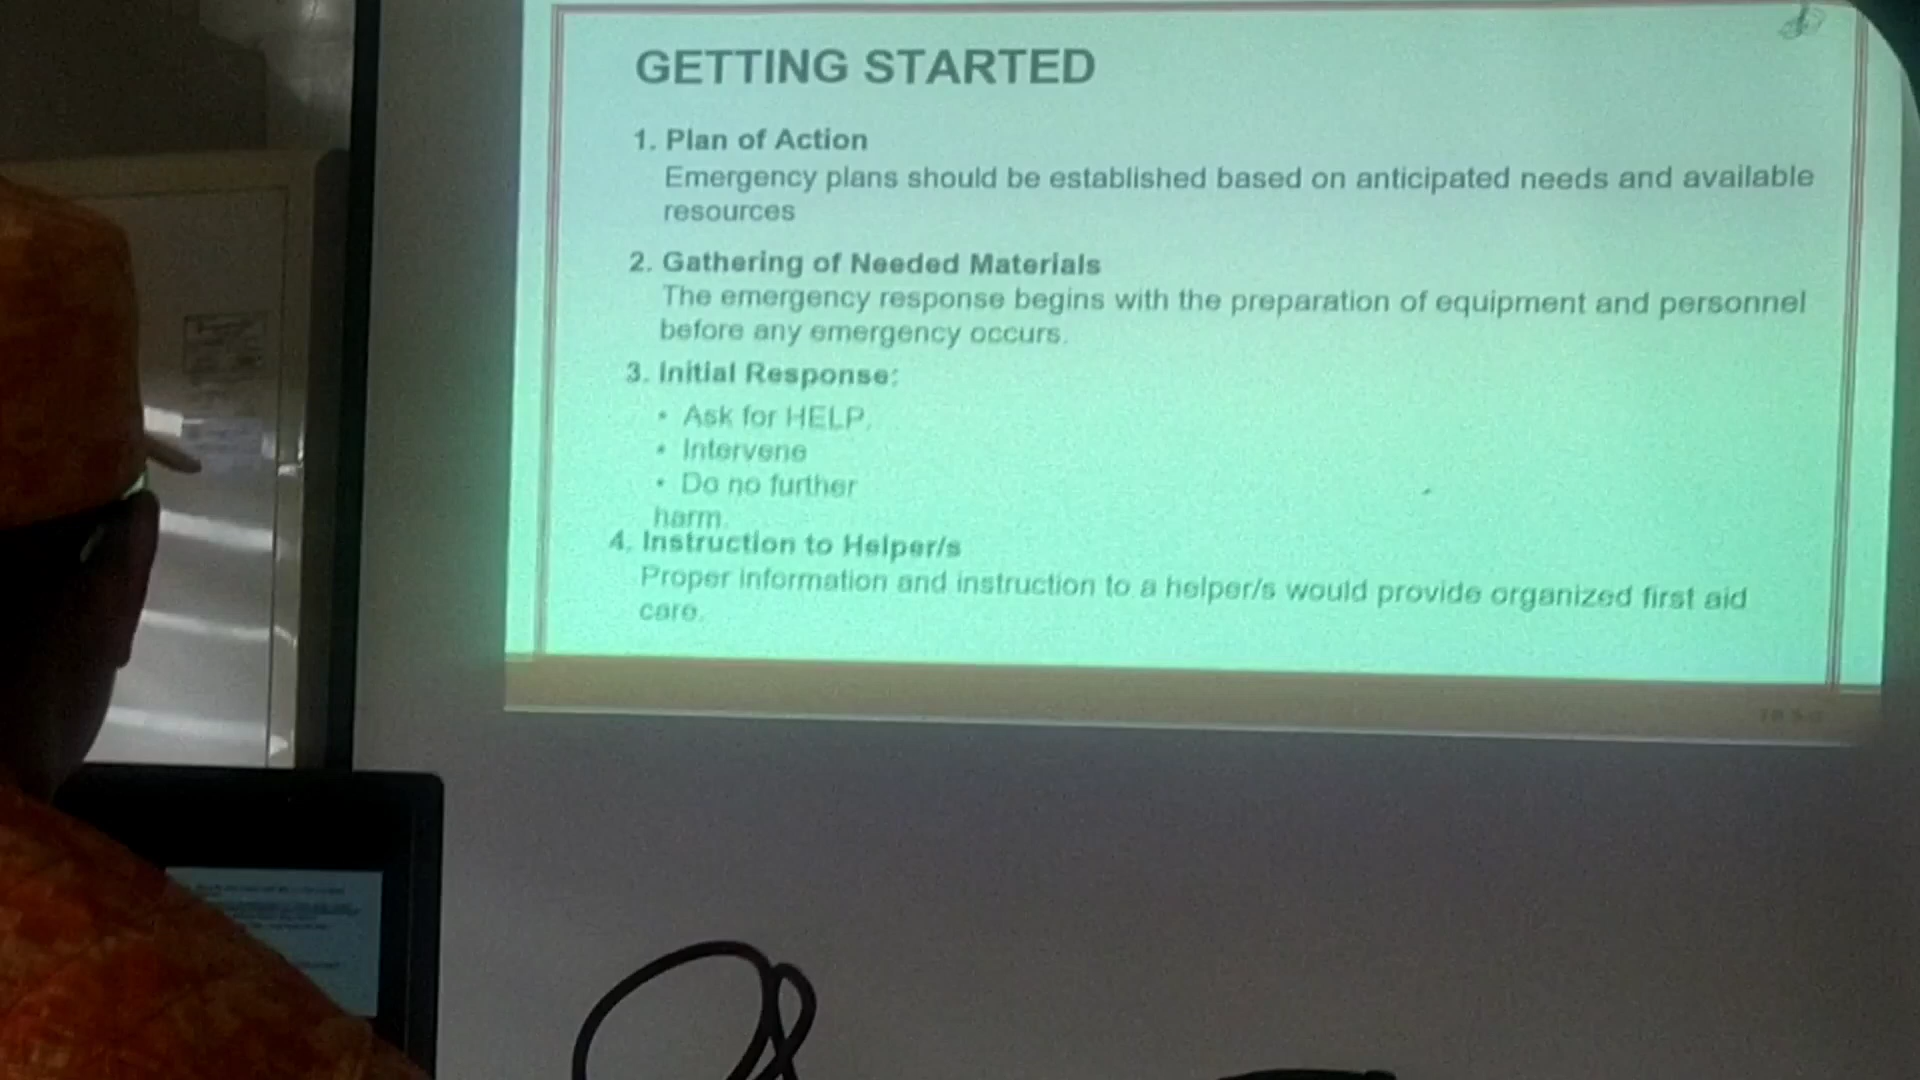 GETTING STARTED
1. Plan of Action
Emergency plans should be established based on anticipated needs and available
resources
2. Gathering of Needed Materials
The emergency response begins with the preparation of equipment and personnel
before any emergency occurs.
3. Initial Response:
• Ask for HELP.
• Intervene
• Do no further
harm.
4. Instruction to Helper/s
Proper information and instruction to a helper/s would provide organized first aid
care.